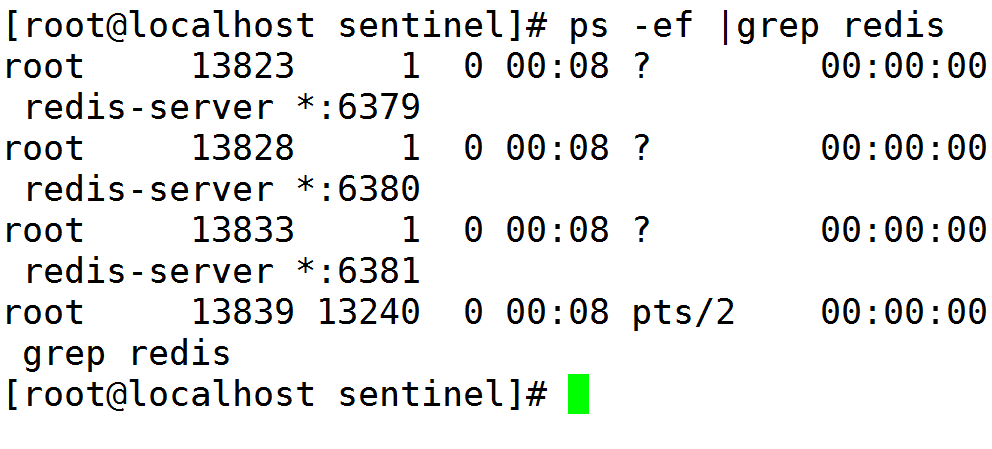 [root@localhost sentinel]# ps -ef |grep redis
root     13823     1  0 00:08 ?        00:00:00
 redis-server *:6379
root     13828     1  0 00:08 ?        00:00:00
 redis-server *:6380
root     13833     1  0 00:08 ?        00:00:00
 redis-server *:6381
root     13839 13240  0 00:08 pts/2    00:00:00
 grep redis
[root@localhost sentinel]#